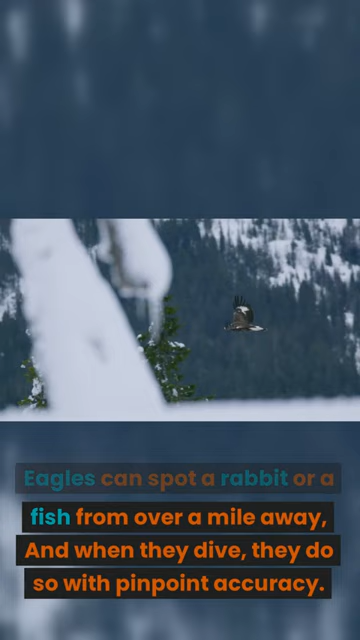 Eagles can spot a rabbit or a
fish from over a mile away,
And when they dive, they do
so with pinpoint accuracy.